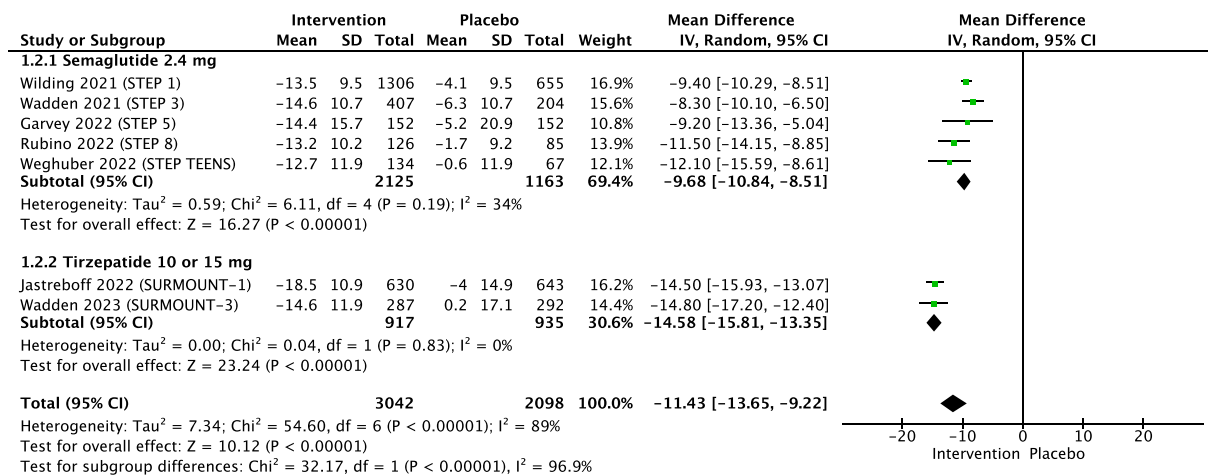 Intervention Placebo Mean Difference Mean Difference
Study or Subgroup Mean SD Total Mean SD Total Weight IV, Random, 95% CI IV, Random, 95% CI
1.2.1 Semaglutide 2.4 mg
Wilding 2021 (STEP 1) −13.5 9.5 1306 −4.1 9.5 655 16.9% −9.40 [−10.29, −8.51]
Wadden 2021 (STEP 3) −14.6 10.7 407 −6.3 10.7 204 15.6% −8.30 [−10.10, −6.50]
Garvey 2022 (STEP 5) −14.4 15.7 152 −5.2 20.9 152 10.8% −9.20 [−13.36, −5.04]
Rubino 2022 (STEP 8) −13.2 10.2 126 −1.7 9.2 85 13.9% −11.50 [−14.15, −8.85]
Weghuber 2022 (STEP TEENS) −12.7 11.9 134 −0.6 11.9 67 12.1% −12.10 [−15.59, −8.61]
Subtotal (95% CI) 2125 1163 69.4% −9.68 [−10.84, −8.51]
Heterogeneity: Tau² = 0.59; Chi² = 6.11, df = 4 (P = 0.19); I² = 34%
Test for overall effect: Z = 16.27 (P < 0.00001)
1.2.2 Tirzepatide 10 or 15 mg
Jastreboff 2022 (SURMOUNT−1) −18.5 10.9 630 −4 14.9 643 16.2% −14.50 [−15.93, −13.07]
Wadden 2023 (SURMOUNT−3) −14.6 11.9 287 0.2 17.1 292 14.4% −14.80 [−17.20, −12.40]
Subtotal (95% CI) 917 935 30.6% −14.58 [−15.81, −13.35]
Heterogeneity: Tau² = 0.00; Chi² = 0.04, df = 1 (P = 0.83); I² = 0%
Test for overall effect: Z = 23.24 (P < 0.00001)
Total (95% CI) 3042 2098 100.0% −11.43 [−13.65, −9.22]
Heterogeneity: Tau² = 7.34; Chi² = 54.60, df = 6 (P < 0.00001); I² = 89%
Test for overall effect: Z = 10.12 (P < 0.00001)
Test for subgroup differences: Chi² = 32.17, df = 1 (P < 0.00001), I² = 96.9%
−20 −10 0 10 20
Intervention Placebo